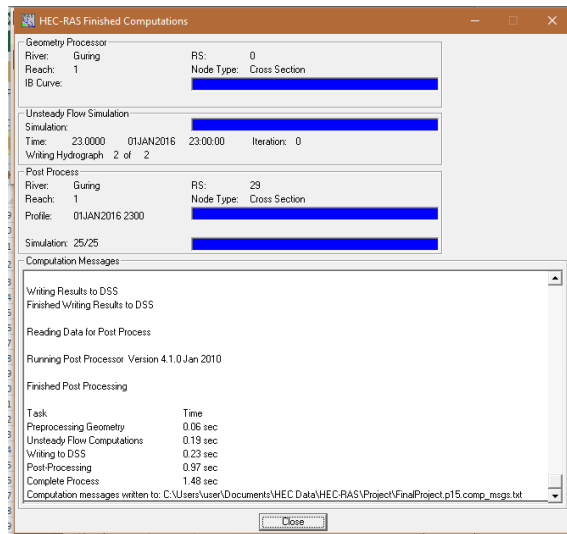 HEC-RAS Finished Computations
Geometry Processor
River: Guring RS: 0
Reach: 1 Node Type: Cross Section
IB Curve:
Unsteady Flow Simulation
Simulation:
Time: 23.0000 01JAN2016 23:00:00 Iteration: 0
Writing Hydrograph 2 of 2
Post Process
River: Guring RS: 29
Reach: 1 Node Type: Cross Section
Profile: 01JAN2016 2300
Simulation: 25/25
Computation Messages
Writing Results to DSS
Finished Writing Results to DSS
Reading Data for Post Process
Running Post Processor Version 4.1.0 Jan 2010
Finished Post Processing
Task Time
Preprocessing Geometry 0.06 sec
Unsteady Flow Computations 0.19 sec
Writing to DSS 0.23 sec
Post-Processing 0.97 sec
Complete Process 1.48 sec
Computation messages written to: C:\Users\user\Documents\HEC Data\HEC-RAS\Project\FinalProject.p15.comp_msgs.txt
Close